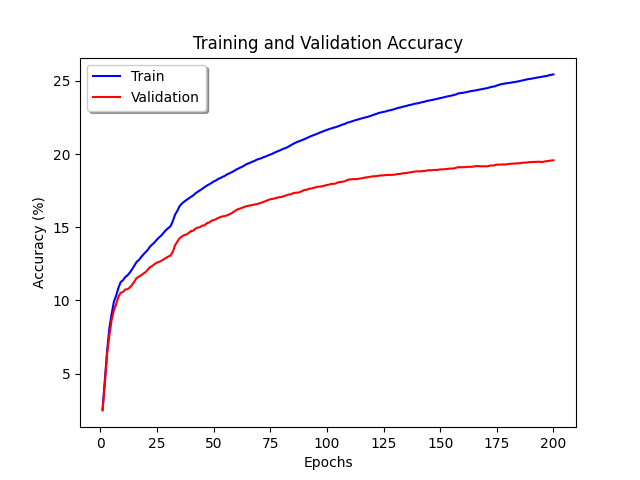 Training and Validation Accuracy
Train
Validation
Accuracy (%)
25
20
15
10
5
0 25 50 75 100 125 150 175 200
Epochs